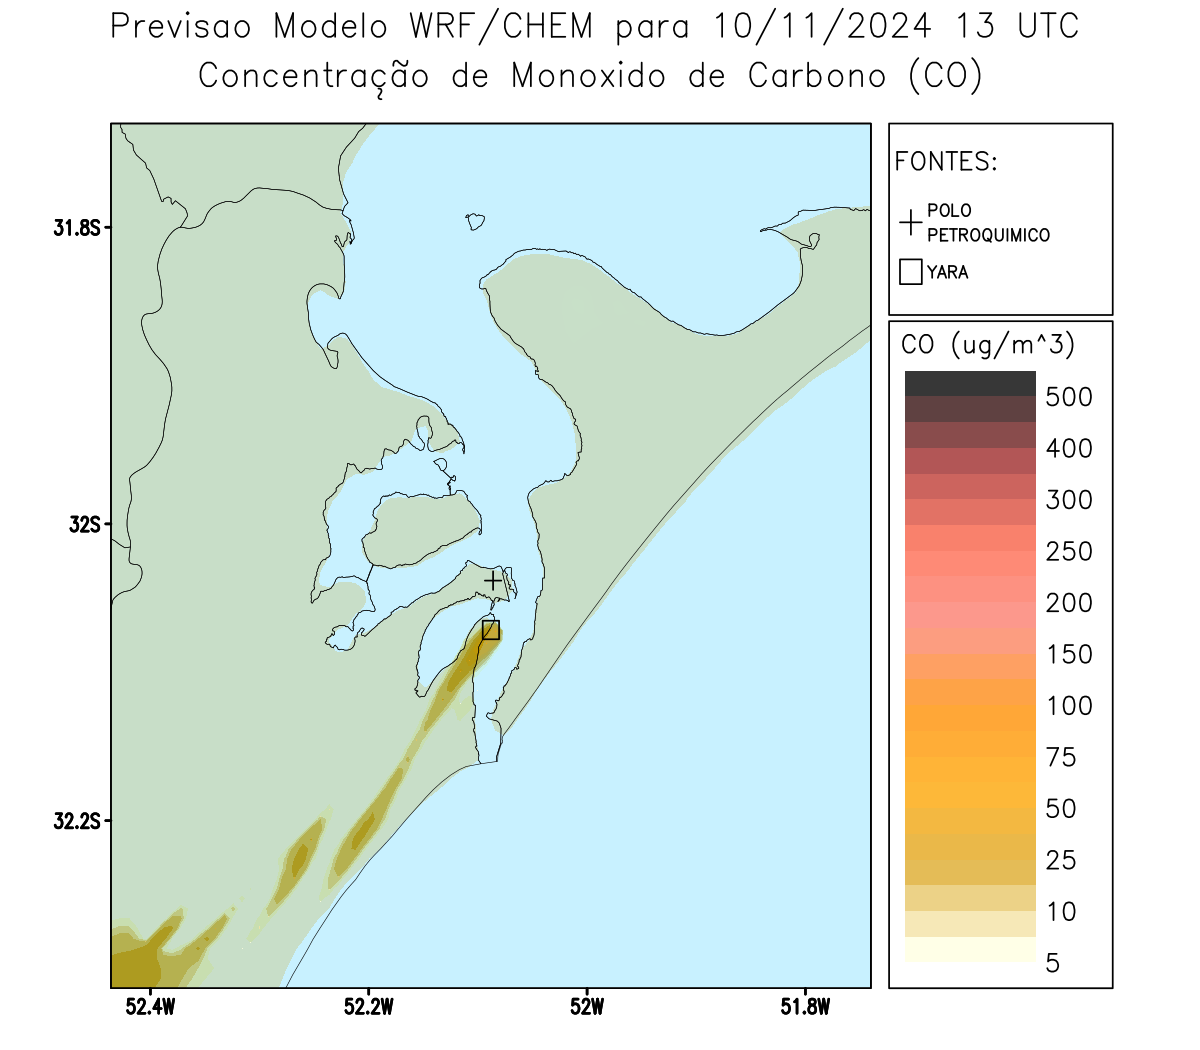 Previsao Modelo WRF/CHEM para 10/11/2024 13 UTC
Concentração de Monoxido de Carbono (CO)
FONTES:
POLO
PETROQUIMICO
YARA
CO (ug/m^3)
500
400
300
250
200
150
100
75
50
25
10
5
31.8S
32S
32.2S
52.4W
52.2W
52W
51.8W